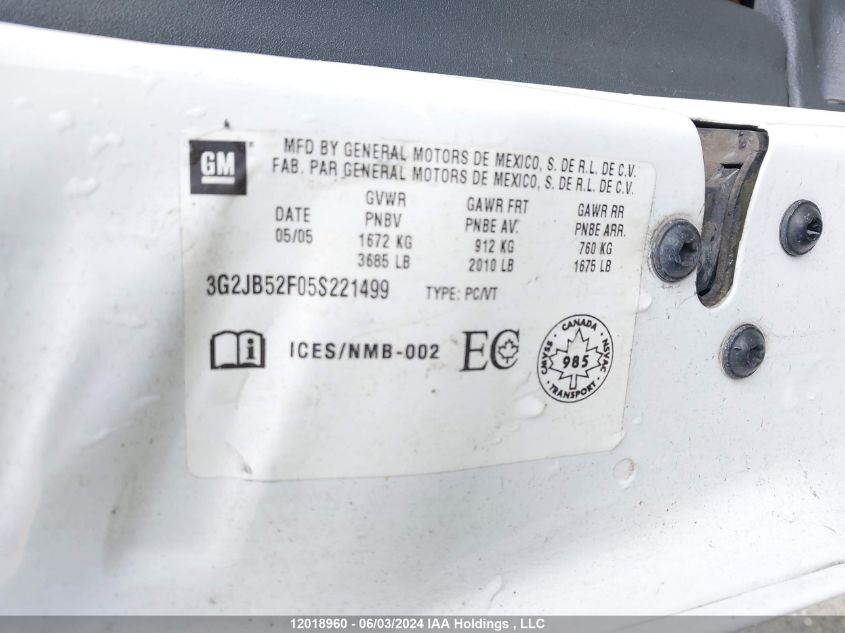 GM
MFD BY GENERAL MOTORS DE MEXICO, S. DE R.L. DE C.V.
FAB. PAR GENERAL MOTORS DE MEXICO, S. DE R.L. DE C.V.
DATE
05/05
GVWR
PNBV
1672 KG
3685 LB
GAWR FRT
PNBE AV.
912 KG
2010 LB
GAWR RR
PNBE ARR.
760 KG
1675 LB
3G2JB52F05S221499 TYPE: PC/VT
i ICES/NMB-002 EC
CANADA
CMVSS 985 NSVAC
TRANSPORT
12018960 - 06/03/2024 IAA Holdings , LLC